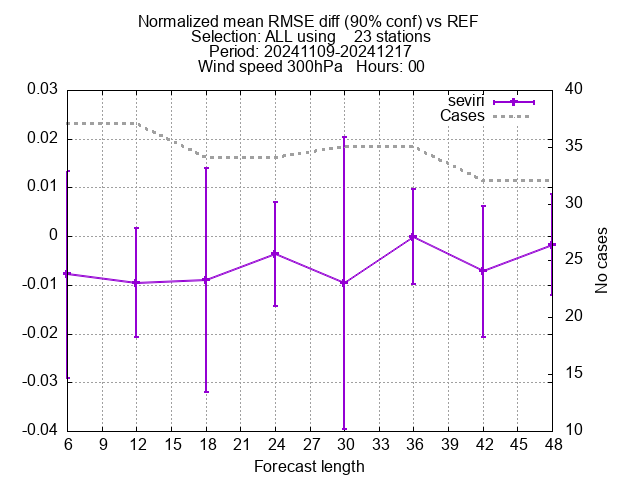 Normalized mean RMSE diff (90% conf) vs REF
Selection: ALL using    23 stations
Period: 20241109-20241217
Wind speed 300hPa   Hours: 00
0.03
0.02
0.01
0
-0.01
-0.02
-0.03
-0.04
40
35
30
25
20
15
10
seviri
Cases
No cases
6 9 12 15 18 21 24 27 30 33 36 39 42 45 48
Forecast length